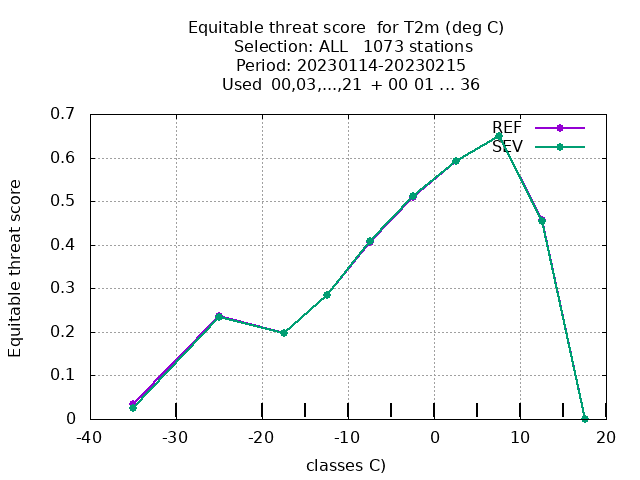 Equitable threat score  for T2m (deg C)
Selection: ALL   1073 stations
Period: 20230114-20230215
Used  00,03,...,21  + 00 01 ... 36
REF
SEV
Equitable threat score
0.7
0.6
0.5
0.4
0.3
0.2
0.1
0
-40 -30 -20 -10 0 10 20
classes C)